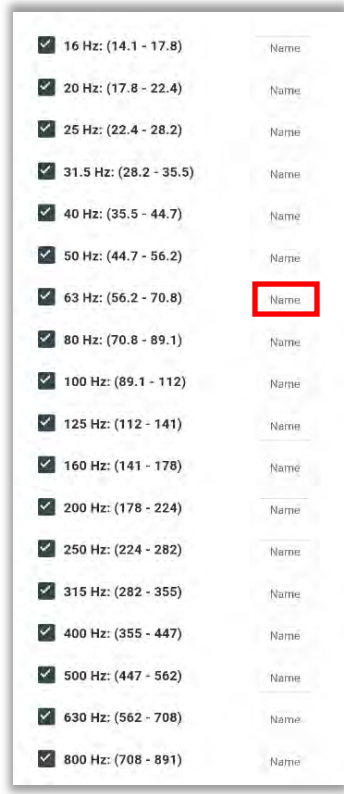 16 Hz: (14.1 - 17.8) Name
20 Hz: (17.8 - 22.4) Name
25 Hz: (22.4 - 28.2) Name
31.5 Hz: (28.2 - 35.5) Name
40 Hz: (35.5 - 44.7) Name
50 Hz: (44.7 - 56.2) Name
63 Hz: (56.2 - 70.8) Name
80 Hz: (70.8 - 89.1) Name
100 Hz: (89.1 - 112) Name
125 Hz: (112 - 141) Name
160 Hz: (141 - 178) Name
200 Hz: (178 - 224) Name
250 Hz: (224 - 282) Name
315 Hz: (282 - 355) Name
400 Hz: (355 - 447) Name
500 Hz: (447 - 562) Name
630 Hz: (562 - 708) Name
800 Hz: (708 - 891) Name